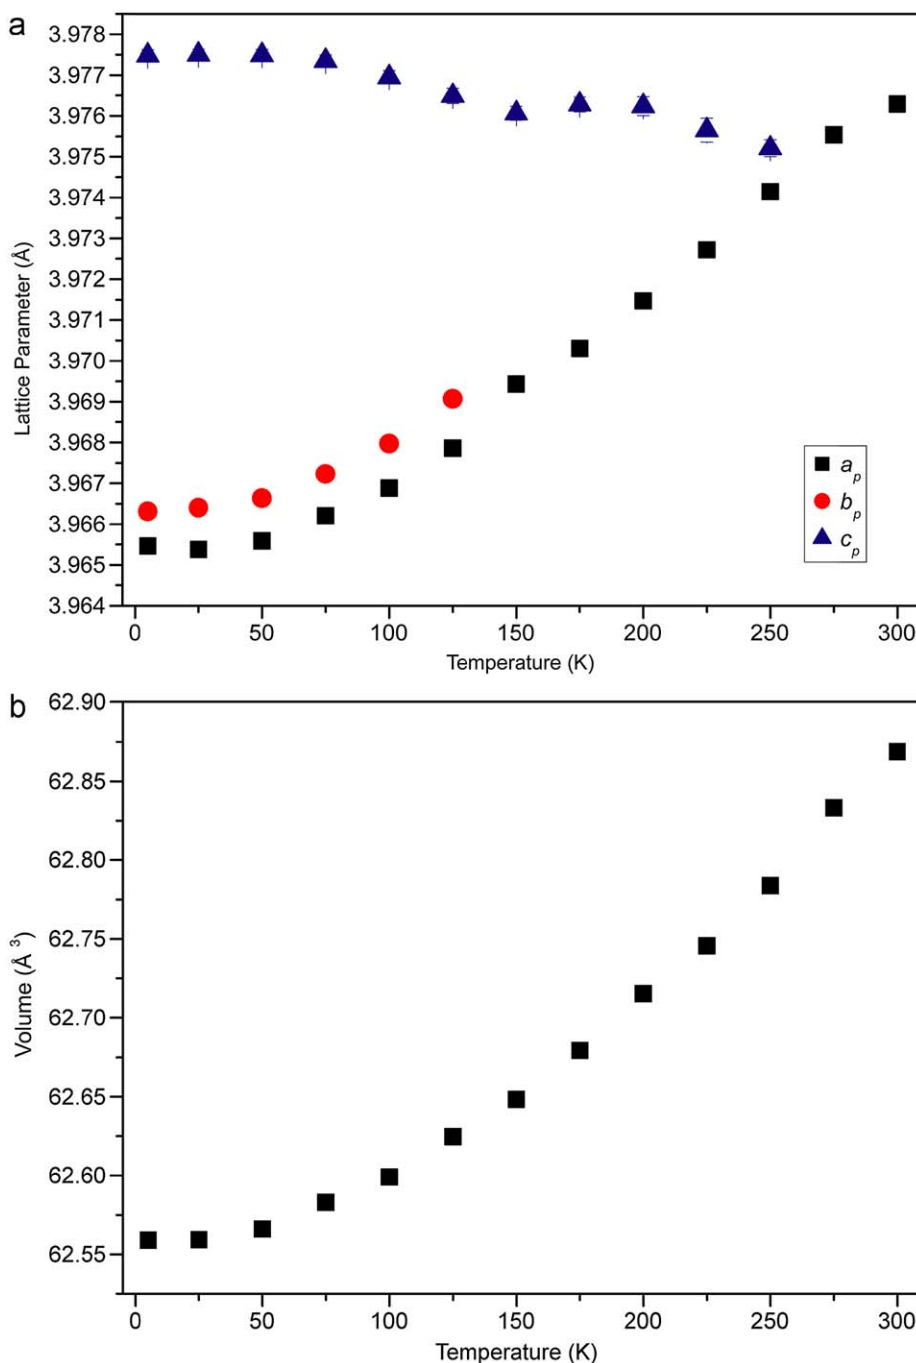 a
3.978
3.977
3.976
3.975
3.974
3.973
3.972
3.971
3.970
3.969
3.968
3.967
3.966
3.965
3.964
Lattice Parameter (Å)
a_p
b_p
c_p
0 50 100 150 200 250 300
Temperature (K)
b
62.90
62.85
62.80
62.75
62.70
62.65
62.60
62.55
Volume (Å ³)
0 50 100 150 200 250 300
Temperature (K)